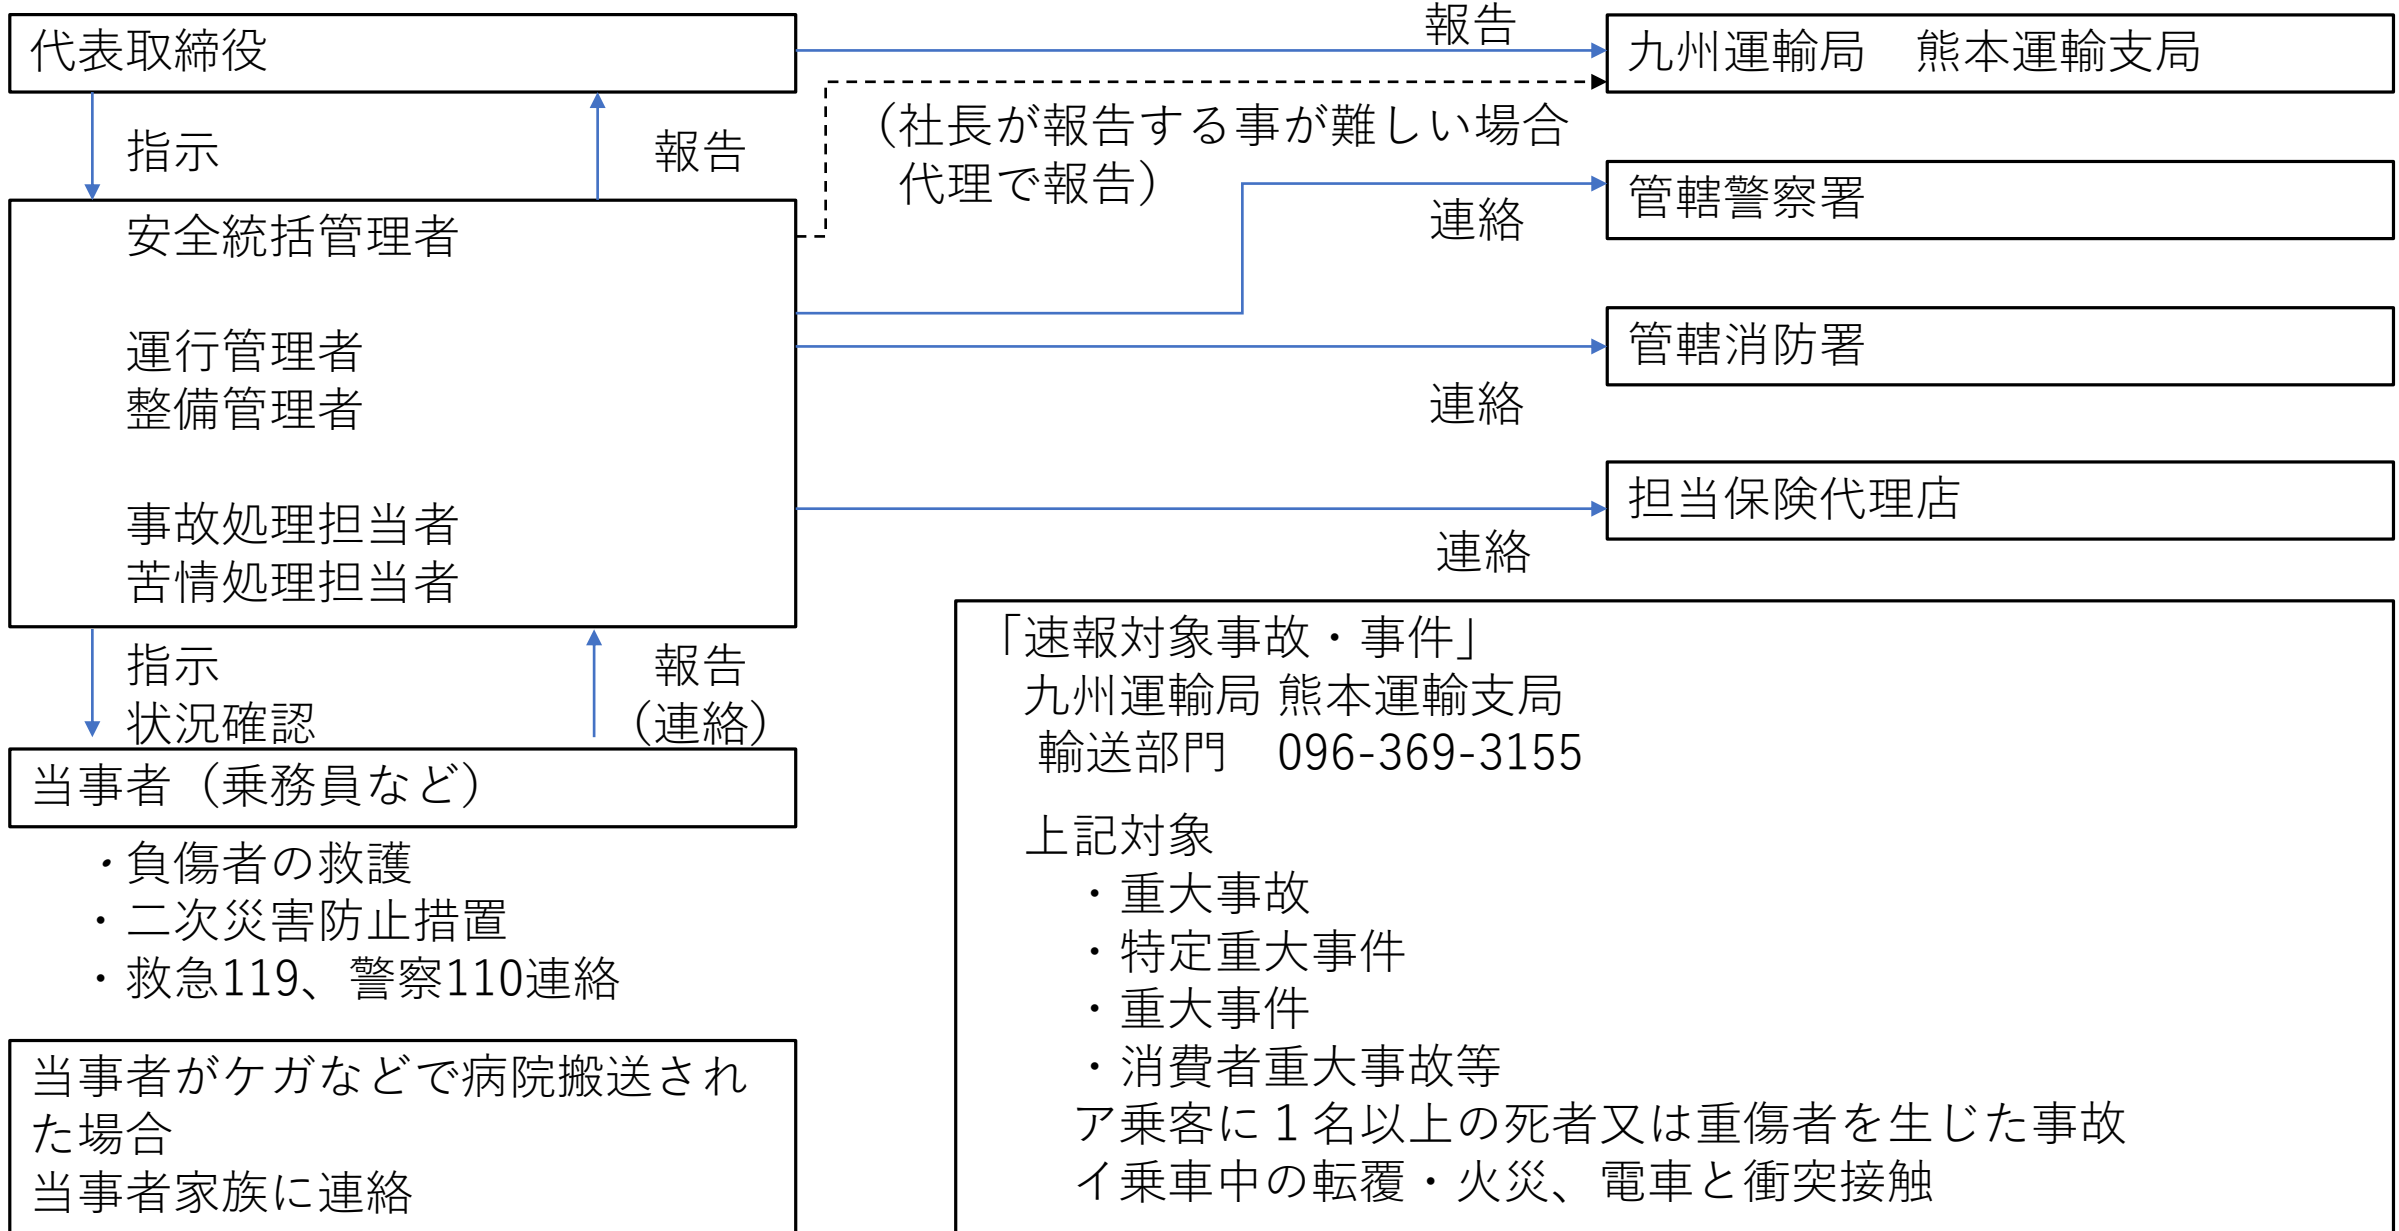 代表取締役
報告
九州運輸局　熊本運輸支局
指示
報告
（社長が報告する事が難しい場合
代理で報告）
連絡
管轄警察署
安全統括管理者
運行管理者
整備管理者
事故処理担当者
苦情処理担当者
管轄消防署
連絡
担当保険代理店
連絡
指示
状況確認
報告
（連絡）
当事者（乗務員など）
・負傷者の救護
・二次災害防止措置
・救急119、警察110連絡
当事者がケガなどで病院搬送され
た場合
当事者家族に連絡
「速報対象事故・事件」
九州運輸局 熊本運輸支局
輸送部門　096-369-3155
上記対象
・重大事故
・特定重大事件
・重大事件
・消費者重大事故等
ア乗客に１名以上の死者又は重傷者を生じた事故
イ乗車中の転覆・火災、電車と衝突接触